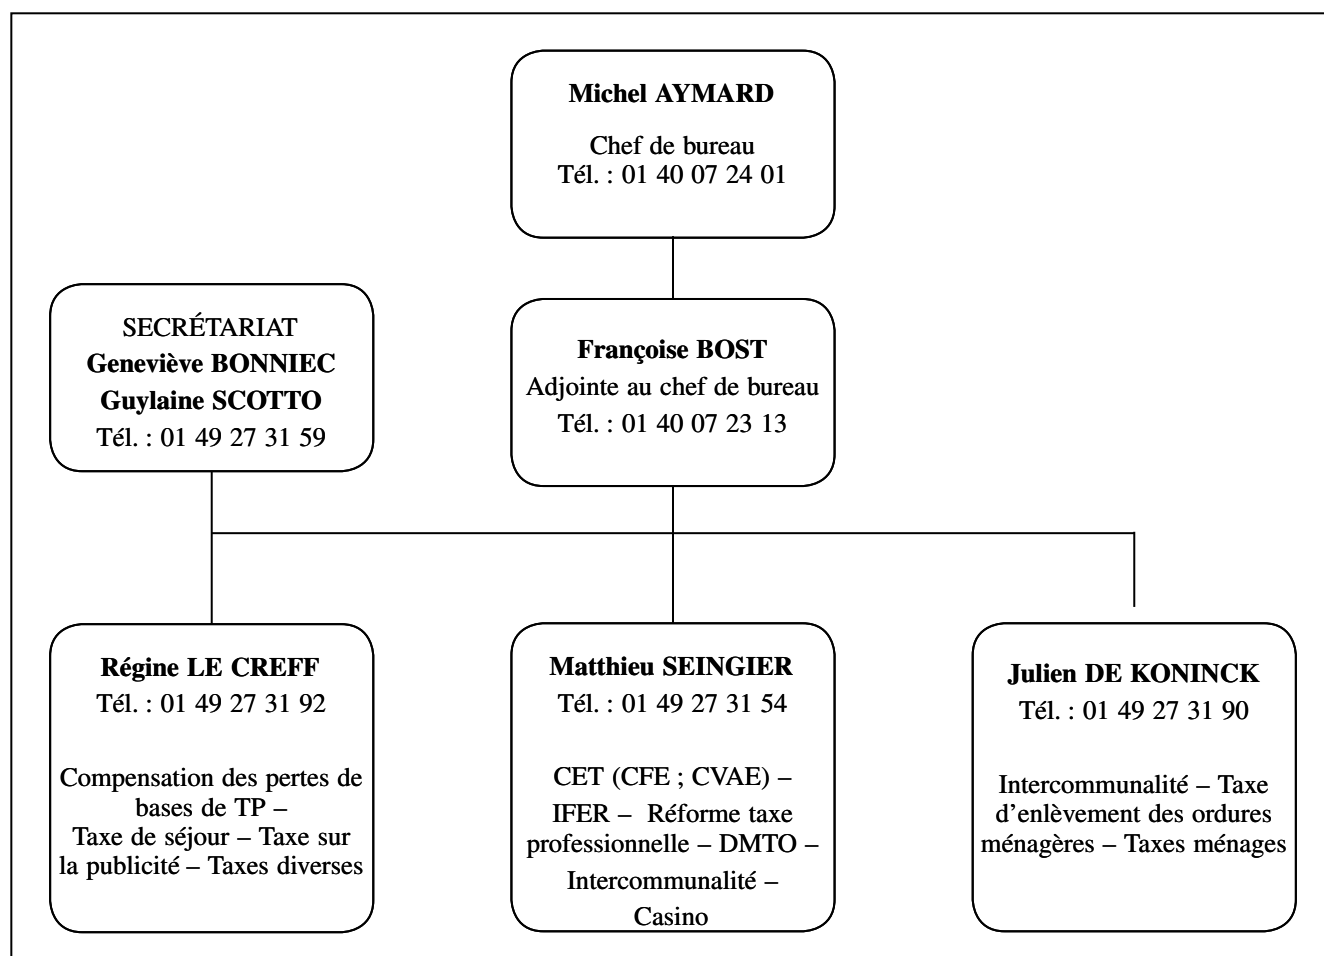 Michel AYMARD
Chef de bureau
Tél. : 01 40 07 24 01
SECRÉTARIAT
Geneviève BONNIEC
Guylaine SCOTTO
Tél. : 01 49 27 31 59
Françoise BOST
Adjointe au chef de bureau
Tél. : 01 40 07 23 13
Régine LE CREFF
Tél. : 01 49 27 31 92
Compensation des pertes de
bases de TP –
Taxe de séjour – Taxe sur
la publicité – Taxes diverses
Matthieu SEINGIER
Tél. : 01 49 27 31 54
CET (CFE ; CVAE) –
IFER – Réforme taxe
professionnelle – DMTO –
Intercommunalité –
Casino
Julien DE KONINCK
Tél. : 01 49 27 31 90
Intercommunalité – Taxe
d’enlèvement des ordures
ménagères – Taxes ménages